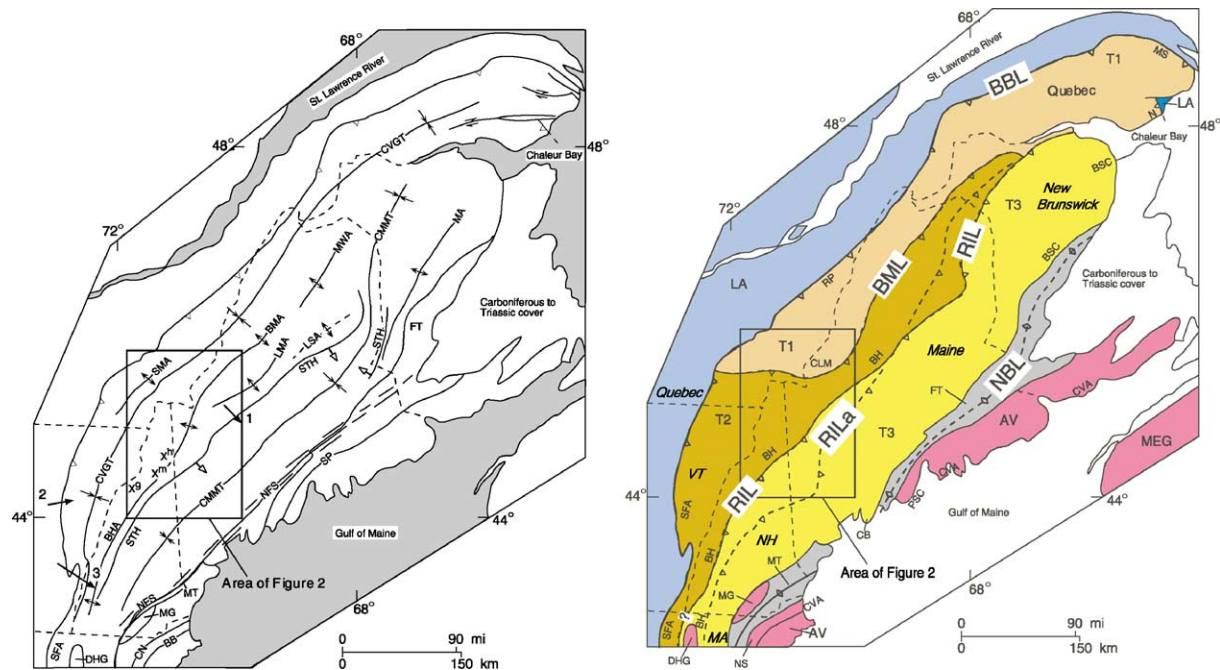 68°
St. Lawrence River
48°
CVGT
Chaleur Bay
48°
72°
MWA
CMMT
MA
Carboniferous to
Triassic cover
BMA
LMA
LSA
STH
STH
FT
SMA
1
CVGT
2
44°
BHA
STH
CMMT
NFS
SP
44°
Gulf of Maine
3
Area of Figure 2
NFS
MT
MG
BB
CN
SFA
DHG
68°
0 90 mi
0 150 km
68°
St. Lawrence River
BBL
T1
MS
Quebec
LA
N
48°
48°
Chaleur Bay
BSC
72°
New
Brunswick
T3
RIL
BSC
BML
RP
LA
Carboniferous to
Triassic cover
T1
CLM
BH
Maine
NBL
Quebec
T2
FT
CVA
RILa
T3
AV
MEG
BH
VT
CVA
PSC
44°
SFA
RIL
44°
Gulf of Maine
CB
NH
BH
MT
Area of Figure 2
MG
CVA
68°
?
BH
SFA
MA
AV
DHG
NS
0 90 mi
0 150 km